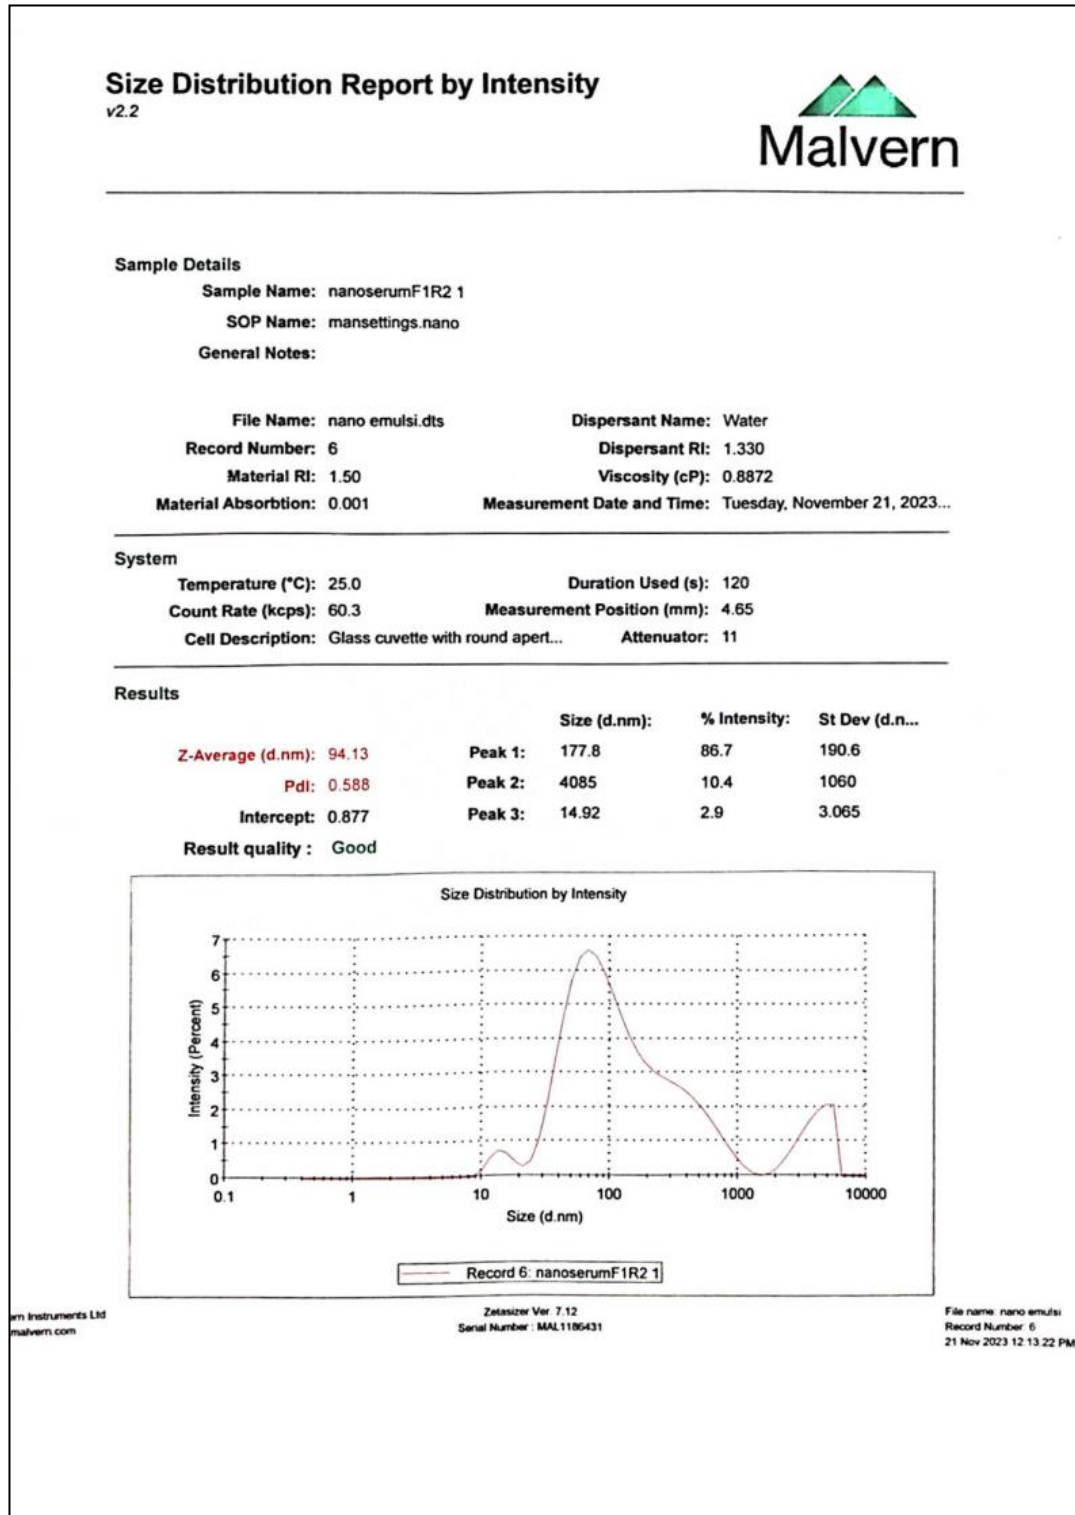 Size Distribution Report by Intensity
v2.2
Malvern
Sample Details
Sample Name: nanoserumF1R2 1
SOP Name: mansettings.nano
General Notes:
File Name: nano emulsi.dts Dispersant Name: Water
Record Number: 6 Dispersant RI: 1.330
Material RI: 1.50 Viscosity (cP): 0.8872
Material Absorbtion: 0.001 Measurement Date and Time: Tuesday, November 21, 2023...
System
Temperature (°C): 25.0 Duration Used (s): 120
Count Rate (kcps): 60.3 Measurement Position (mm): 4.65
Cell Description: Glass cuvette with round apert... Attenuator: 11
Results
Size (d.nm): % Intensity: St Dev (d.n...
Z-Average (d.nm): 94.13 Peak 1: 177.8 86.7 190.6
PdI: 0.588 Peak 2: 4085 10.4 1060
Intercept: 0.877 Peak 3: 14.92 2.9 3.065
Result quality : Good
Size Distribution by Intensity
Intensity (Percent)
7
6
5
4
3
2
1
0
0.1 1 10 100 1000 10000
Size (d.nm)
Record 6: nanoserumF1R2 1
ern Instruments Ltd Zetasizer Ver. 7.12 File name: nano emulsi
malvern.com Serial Number : MAL1186431 Record Number: 6
21 Nov 2023 12:13:22 PM